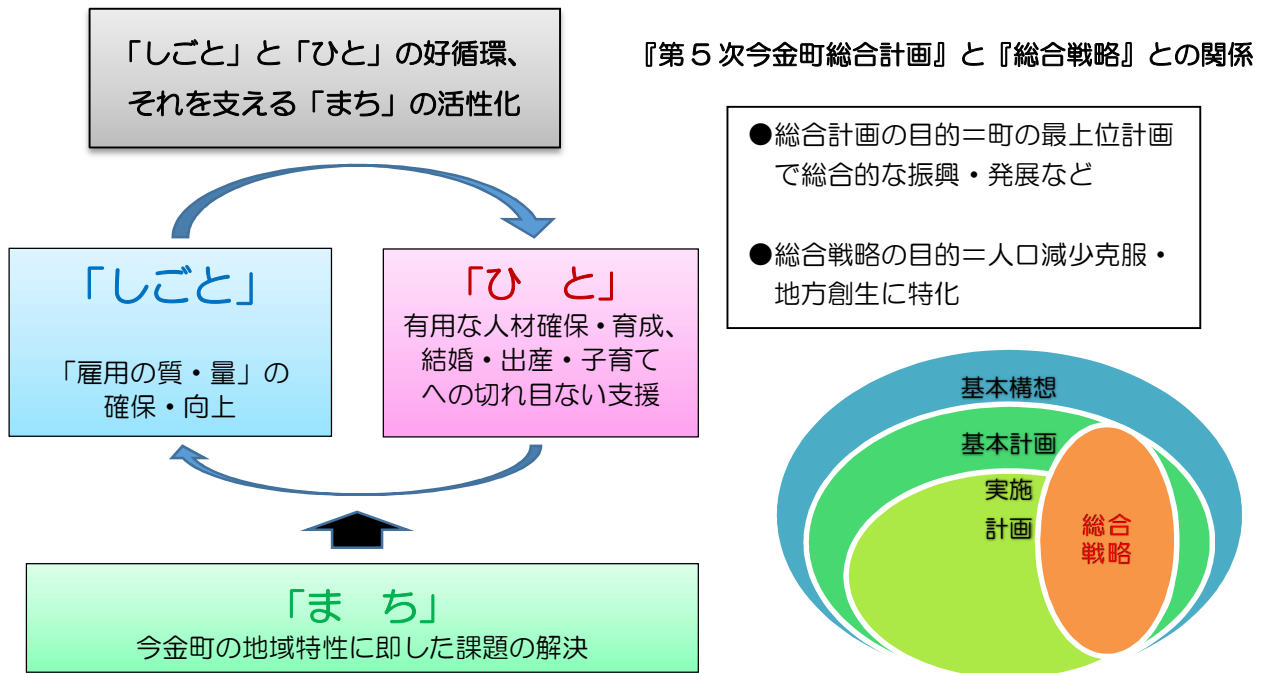 「しごと」と「ひと」の好循環、
それを支える「まち」の活性化
「しごと」
「雇用の質・量」の
確保・向上
「ひ　と」
有用な人材確保・育成、
結婚・出産・子育て
への切れ目ない支援
「ま　ち」
今金町の地域特性に即した課題の解決
『第５次今金町総合計画』と『総合戦略』との関係
●総合計画の目的＝町の最上位計画
で総合的な振興・発展など
●総合戦略の目的＝人口減少克服・
地方創生に特化
基本構想
基本計画
実施
計画
総合
戦略